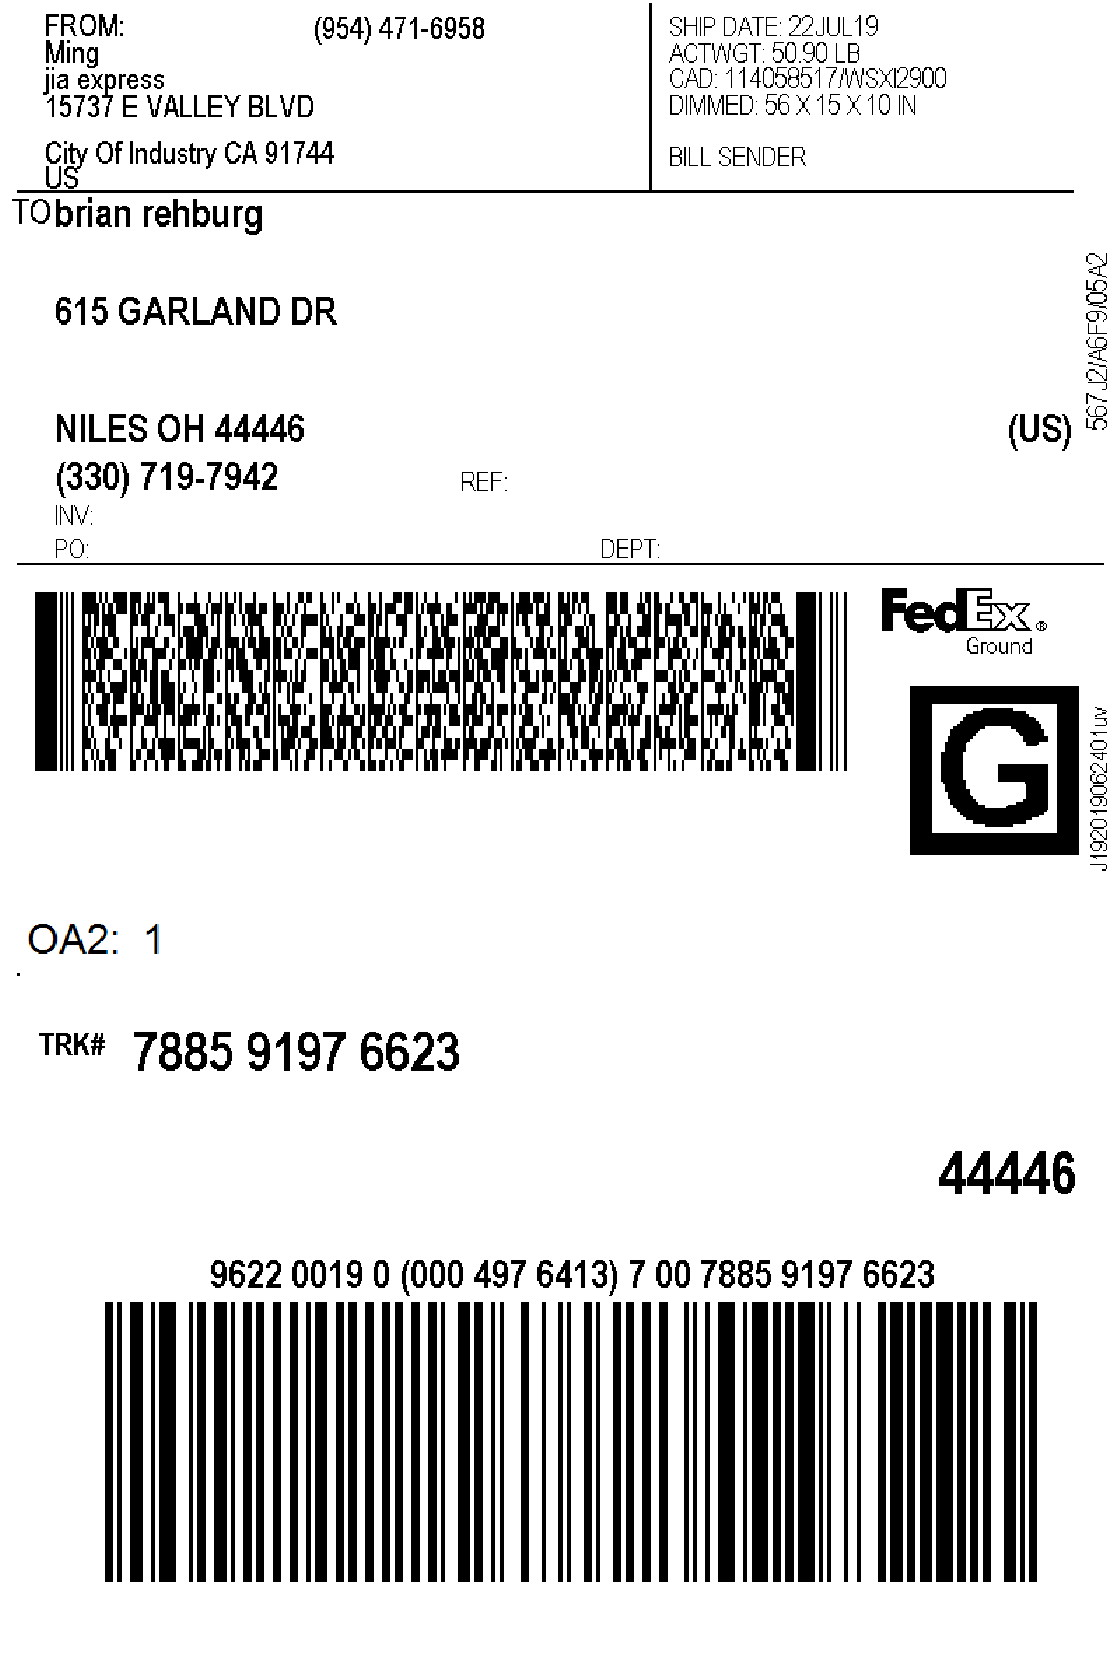 FROM: (954) 471-6958
Ming
jia express
15737 E VALLEY BLVD
City Of Industry CA 91744
US
SHIP DATE: 22JUL19
ACTWGT: 50.90 LB
CAD: 114058517/WSXI2900
DIMMED: 56 X 15 X 10 IN
BILL SENDER
TO brian rehburg
615 GARLAND DR
NILES OH 44446 (US)
(330) 719-7942 REF:
INV:
PO: DEPT:
567J2/A6F9/05A2
FedEx®
Ground
G
J192019062401uv
OA2: 1
.
TRK# 7885 9197 6623
44446
9622 0019 0 (000 497 6413) 7 00 7885 9197 6623